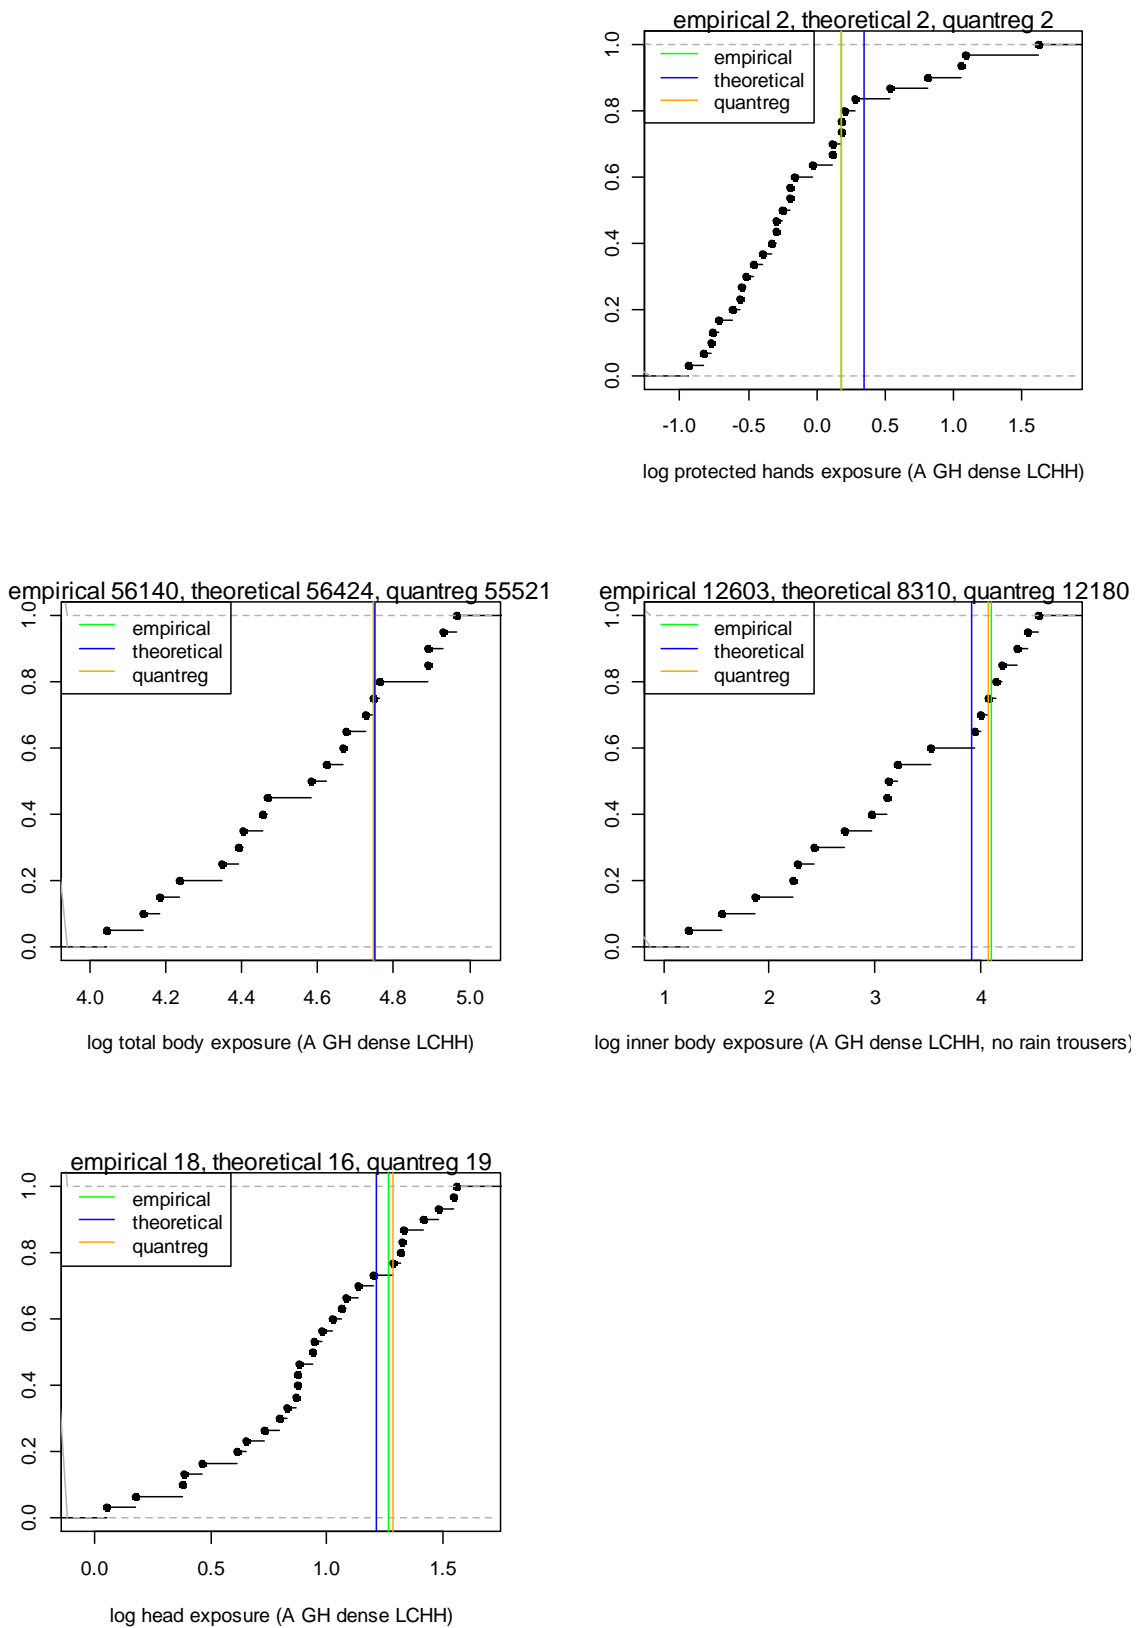 empirical 2, theoretical 2, quantreg 2
empirical
theoretical
quantreg
0.0 0.2 0.4 0.6 0.8 1.0
-1.0 -0.5 0.0 0.5 1.0 1.5
log protected hands exposure (A GH dense LCHH)
empirical 56140, theoretical 56424, quantreg 55521
empirical
theoretical
quantreg
0.0 0.2 0.4 0.6 0.8 1.0
4.0 4.2 4.4 4.6 4.8 5.0
log total body exposure (A GH dense LCHH)
empirical 12603, theoretical 8310, quantreg 12180
empirical
theoretical
quantreg
0.0 0.2 0.4 0.6 0.8 1.0
1 2 3 4
log inner body exposure (A GH dense LCHH, no rain trousers)
empirical 18, theoretical 16, quantreg 19
empirical
theoretical
quantreg
0.0 0.2 0.4 0.6 0.8 1.0
0.0 0.5 1.0 1.5
log head exposure (A GH dense LCHH)